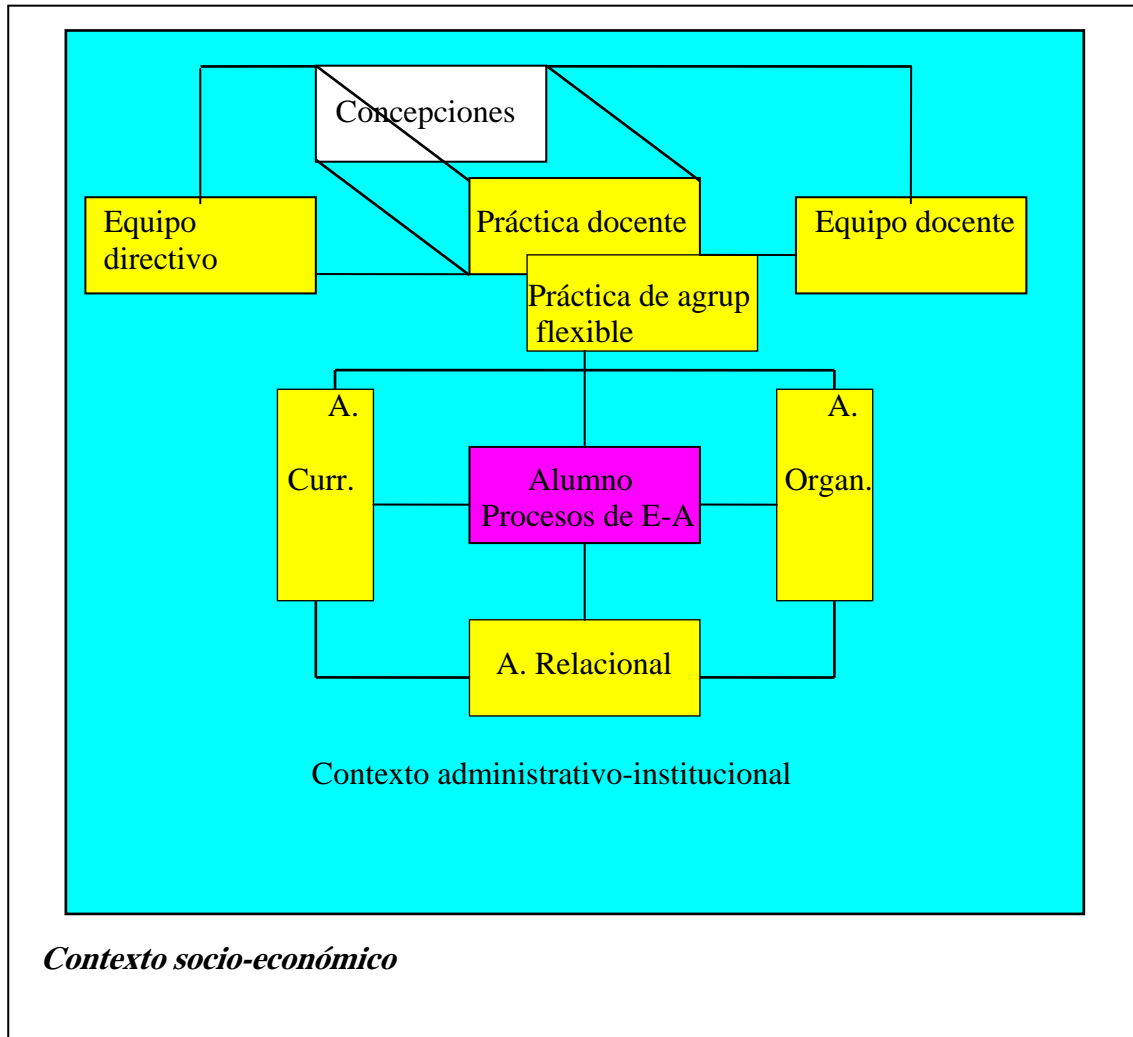 Concepciones
Equipo
directivo
Práctica docente
Equipo docente
Práctica de agrup
flexible
A.
Curr.
Alumno
Procesos de E-A
A.
Organ.
A. Relacional
Contexto administrativo-institucional
Contexto socio-económico